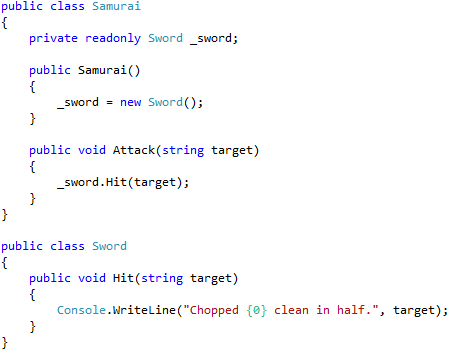 public class Samurai
{
    private readonly Sword _sword;

    public Samurai()
    {
        _sword = new Sword();
    }

    public void Attack(string target)
    {
        _sword.Hit(target);
    }
}

public class Sword
{
    public void Hit(string target)
    {
        Console.WriteLine("Chopped {0} clean in half.", target);
    }
}